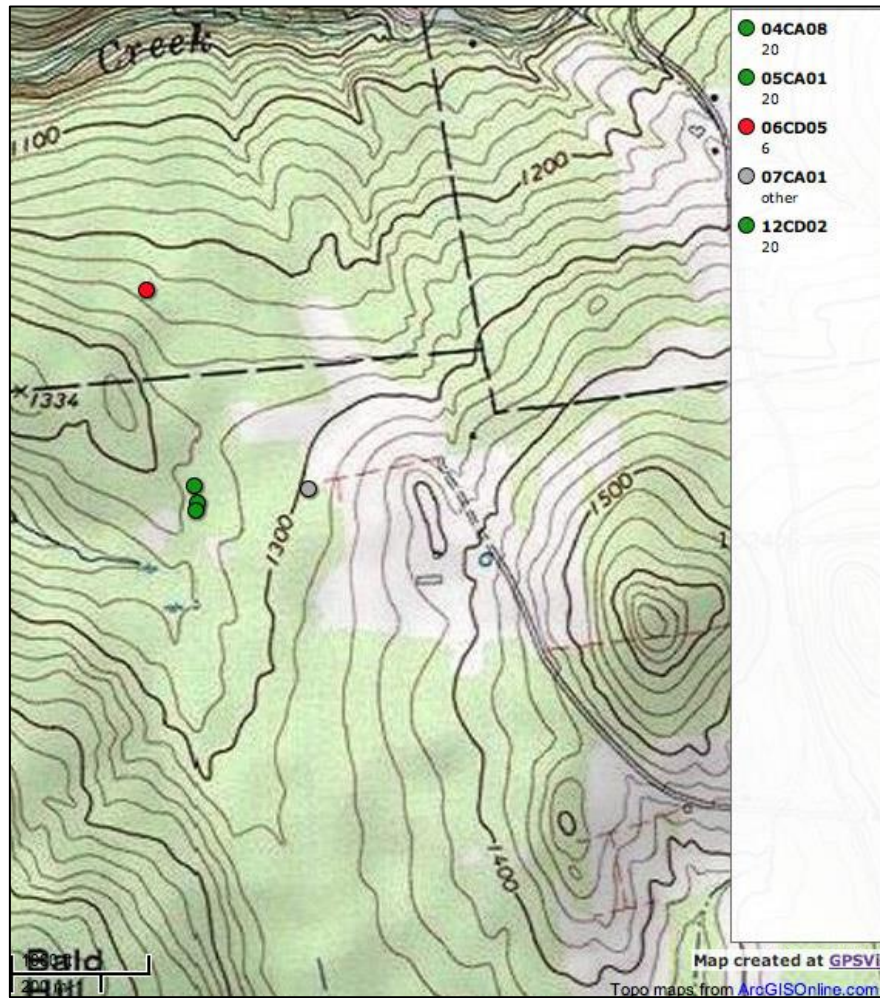 Creek
04CA08
20
05CA01
20
06CD05
6
07CA01
other
12CD02
20
1100
1200
×1334
1500
1300
1400
Bald
Hill
Map created at GPSVi
Topo maps from ArcGISOnline.com